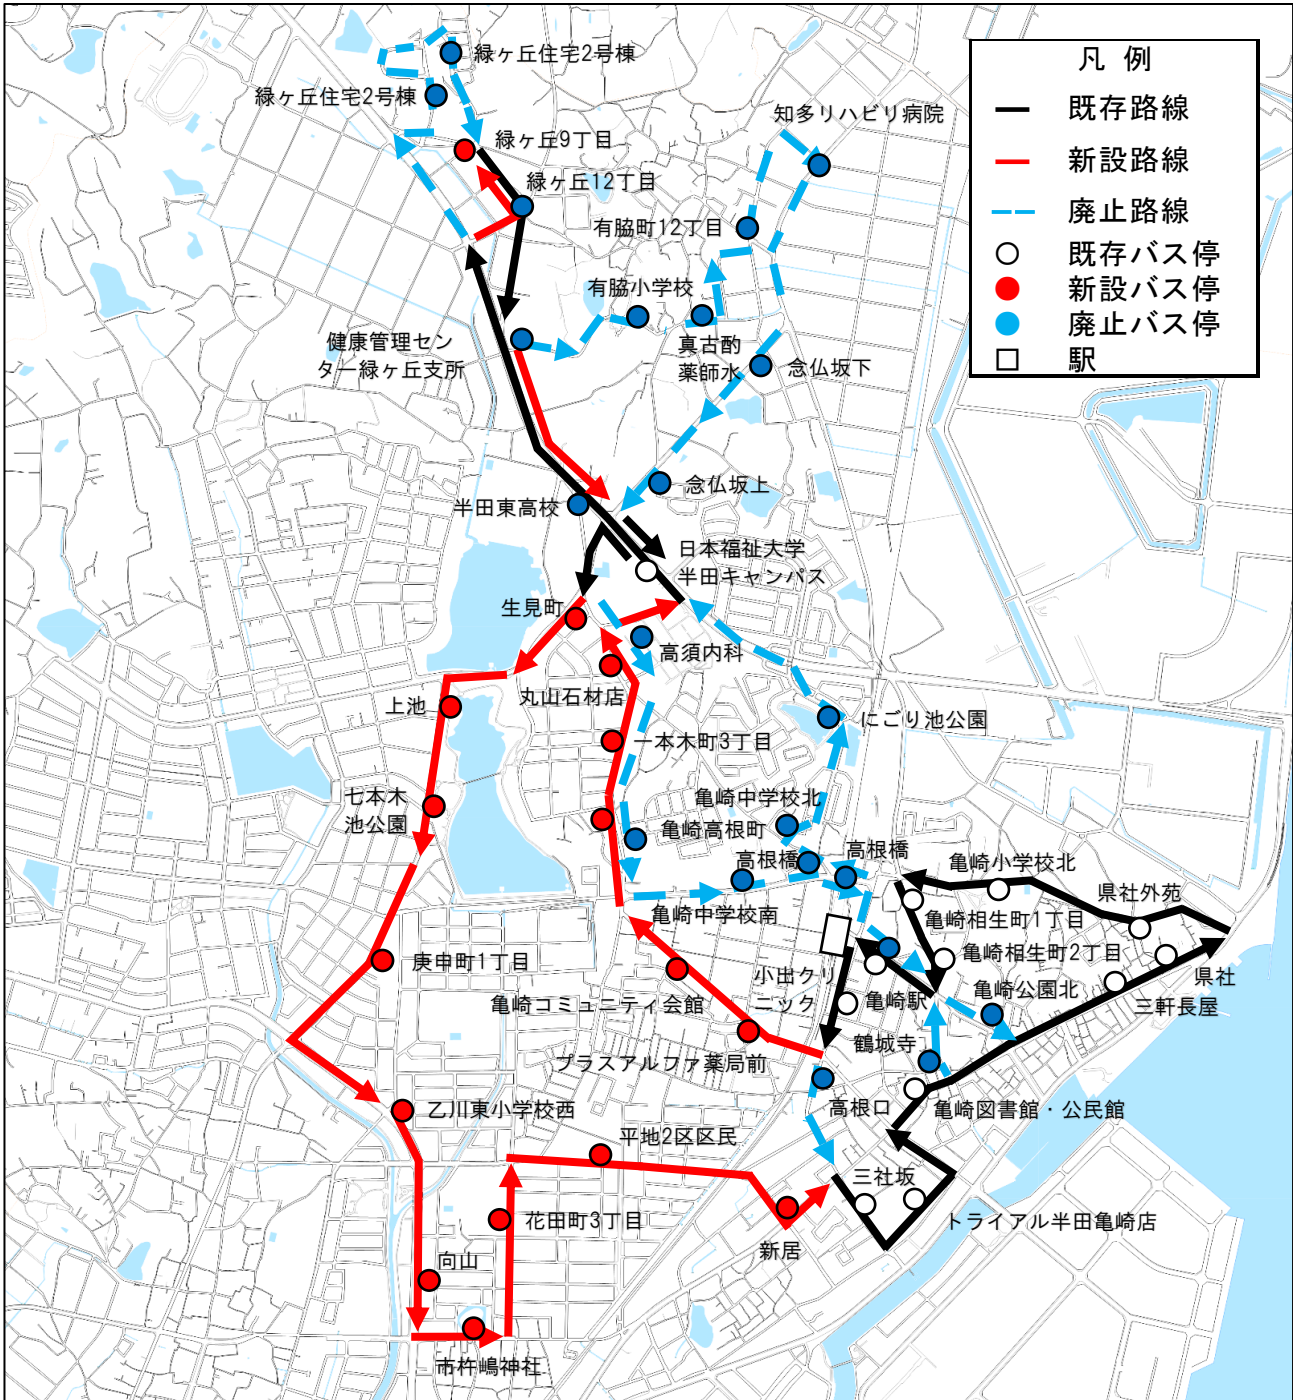 凡例
既存路線
新設路線
廃止路線
既存バス停
新設バス停
廃止バス停
駅
緑ヶ丘住宅2号棟
緑ヶ丘住宅2号棟
知多リハビリ病院
緑ヶ丘9丁目
緑ヶ丘12丁目
有脇町12丁目
有脇小学校
健康管理セン
ター緑ヶ丘支所
真古酌
薬師水
念仏坂下
念仏坂上
半田東高校
日本福祉大学
半田キャンパス
生見町
高須内科
丸山石材店
上池
にごり池公園
一本木町3丁目
七本木
池公園
亀崎中学校北
亀崎高根町
高根橋
高根橋
亀崎小学校北
県社外苑
亀崎中学校南
亀崎相生町1丁目
亀崎相生町2丁目
庚申町1丁目
小出クリ
ニック
県社
亀崎コミュニティ会館
亀崎駅
亀崎公園北
三軒長屋
鶴城寺
プラスアルファ薬局前
高根口
亀崎図書館・公民館
乙川東小学校西
平地2区区民
三社坂
花田町3丁目
トライアル半田亀崎店
新居
向山
市杵嶋神社